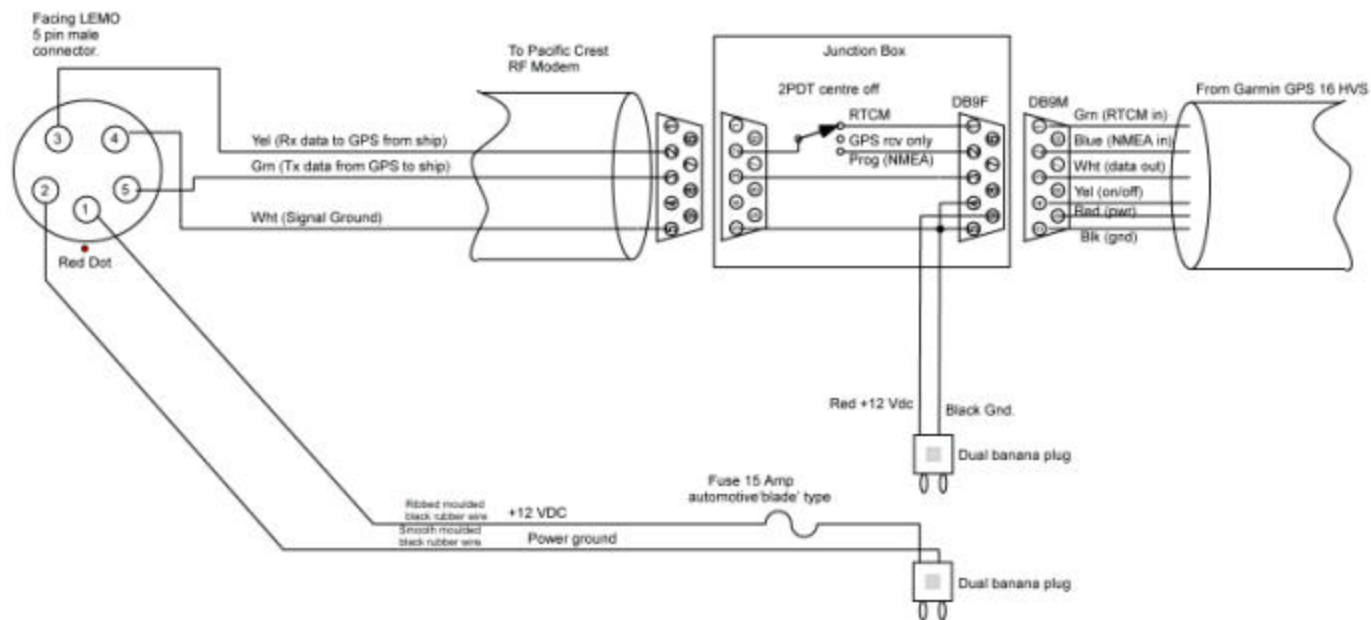 Facing LEMO
5 pin male
connector.
3
4
2
5
1
Red Dot
Yel (Rx data to GPS from ship)
Grn (Tx data from GPS to ship)
Wht (Signal Ground)
To Pacific Crest
RF Modem
Junction Box
2PDT centre off
RTCM
GPS rcv only
Prog (NMEA)
DB9F
DB9M
From Garmin GPS 16 HVS
Grn (RTCM in)
Blue (NMEA in)
Wht (data out)
Yel (on/off)
Red (pwr)
Blk (gnd)
Red +12 Vdc
Black Gnd.
Dual banana plug
Fuse 15 Amp
automotive'blade' type
Ribbed moulded
black rubber wire
+12 VDC
Smooth moulded
black rubber wire
Power ground
Dual banana plug